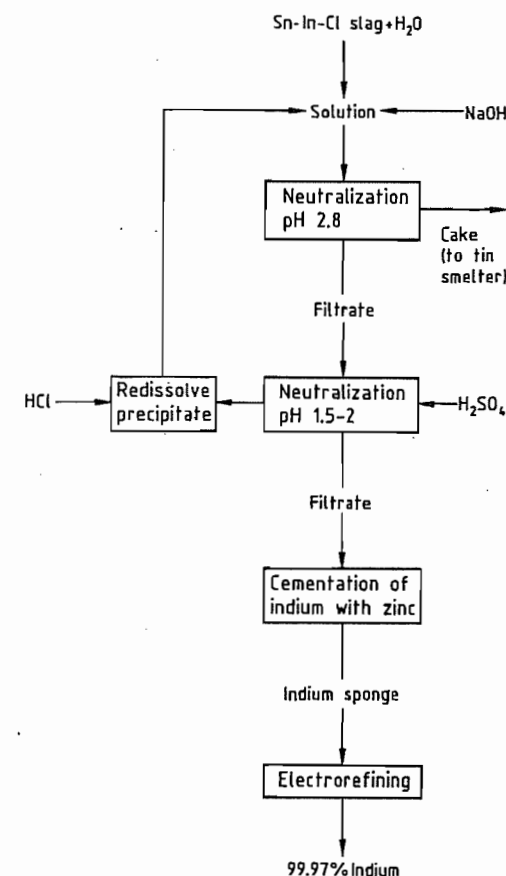 Sn-In-Cl slag+H₂O
Solution
NaOH
Neutralization
pH 2.8
Cake
(to tin
smelter)
Filtrate
HCl
Redissolve
precipitate
Neutralization
pH 1.5-2
H₂SO₄
Filtrate
Cementation of
indium with zinc
Indium sponge
Electrorefining
99.97% Indium